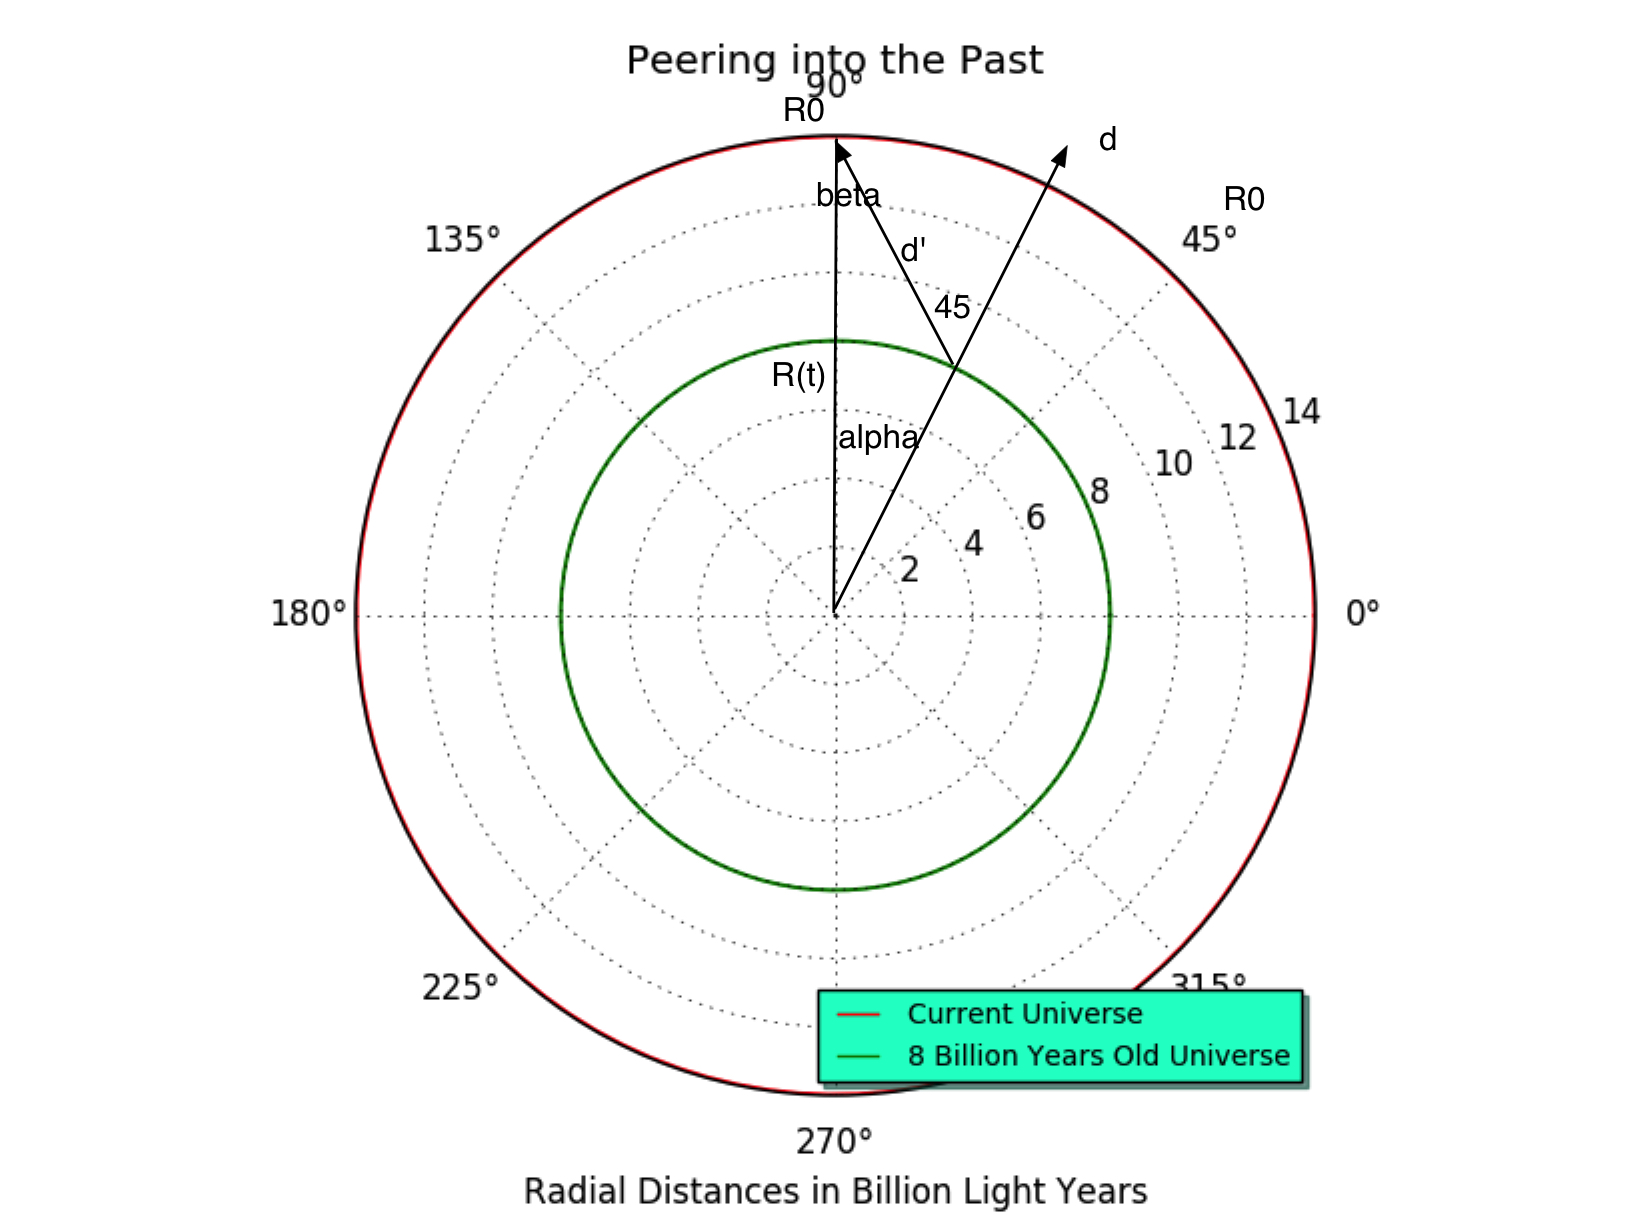 Peering into the Past
90°
R0
d
beta
R0
135°
45°
d'
45
R(t)
14
alpha
12
10
8
6
4
2
180°
0°
225°
315°
Current Universe
8 Billion Years Old Universe
270°
Radial Distances in Billion Light Years